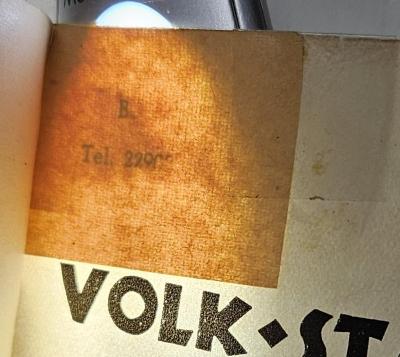 B.
Tel.
VOLK · ST